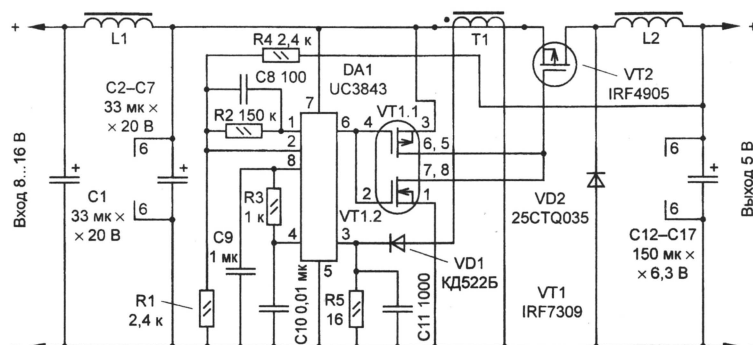 +
L1
R4 2,4 к
T1
L2
+
C8 100
DA1
UC3843
VT2
IRF4905
C2–C7
33 мк ×
× 20 В
R2 150 к
7
VT1.1
1
6
4
3
2
8
6, 5
7, 8
Вход 8...16 В
+
6
+
6
C1
33 мк ×
× 20 В
R3
1 к
2
1
VT1.2
VD2
25CTQ035
6
+
6
Выход 5 В
C9
1 мк
4
3
5
VD1
КД522Б
C12–C17
150 мк ×
× 6,3 В
R1
2,4 к
C10 0,01 мк
R5
16
C11 1000
VT1
IRF7309